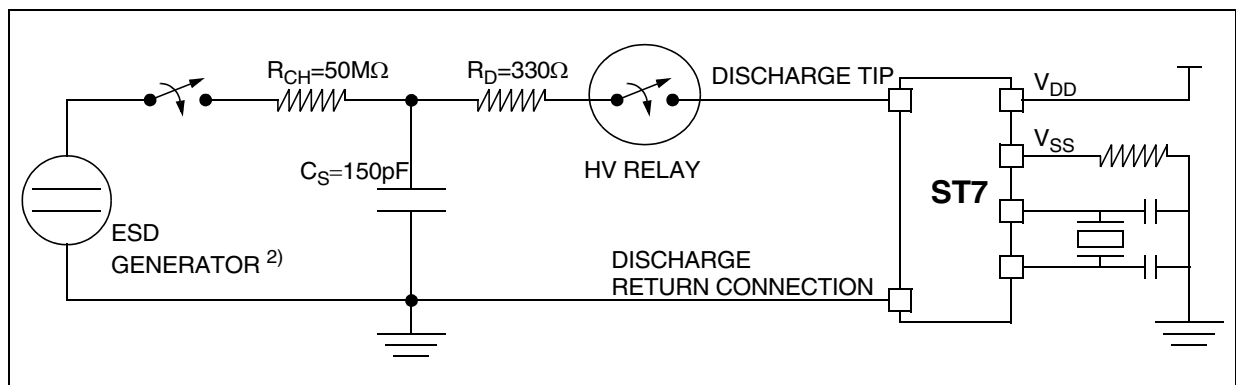 R_CH=50MΩ
R_D=330Ω
DISCHARGE TIP
V_DD
V_SS
C_S=150pF
HV RELAY
ST7
ESD
GENERATOR 2)
DISCHARGE
RETURN CONNECTION